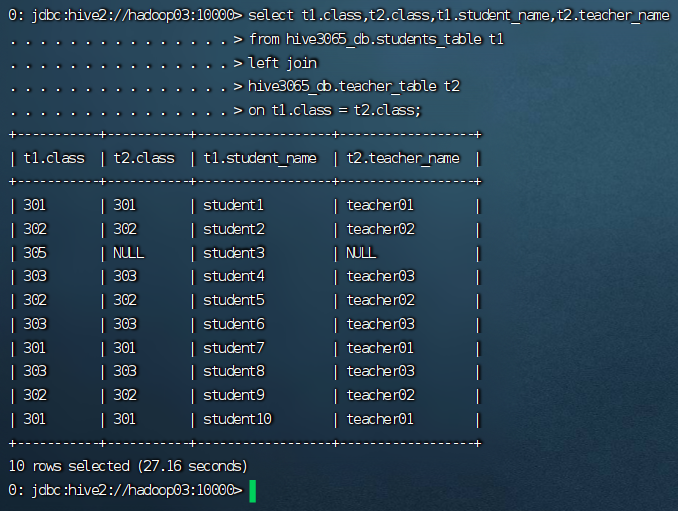 0: jdbc:hive2://hadoop03:10000> select t1.class,t2.class,t1.student_name,t2.teacher_name
. . . . . . . . . . . . . . . > from hive3065_db.students_table t1
. . . . . . . . . . . . . . . > left join
. . . . . . . . . . . . . . . > hive3065_db.teacher_table t2
. . . . . . . . . . . . . . . > on t1.class = t2.class;
+-----------+-----------+------------------+------------------+
| t1.class  | t2.class  | t1.student_name  | t2.teacher_name  |
+-----------+-----------+------------------+------------------+
| 301       | 301       | student1         | teacher01        |
| 302       | 302       | student2         | teacher02        |
| 305       | NULL      | student3         | NULL             |
| 303       | 303       | student4         | teacher03        |
| 302       | 302       | student5         | teacher02        |
| 303       | 303       | student6         | teacher03        |
| 301       | 301       | student7         | teacher01        |
| 303       | 303       | student8         | teacher03        |
| 302       | 302       | student9         | teacher02        |
| 301       | 301       | student10        | teacher01        |
+-----------+-----------+------------------+------------------+
10 rows selected (27.16 seconds)
0: jdbc:hive2://hadoop03:10000>